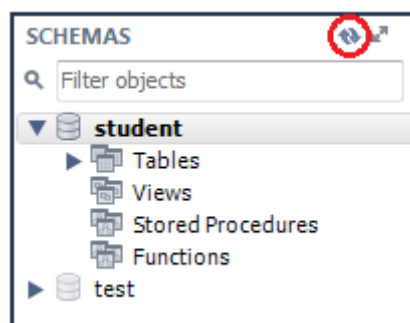 SCHEMAS
Filter objects
student
Tables
Views
Stored Procedures
Functions
test